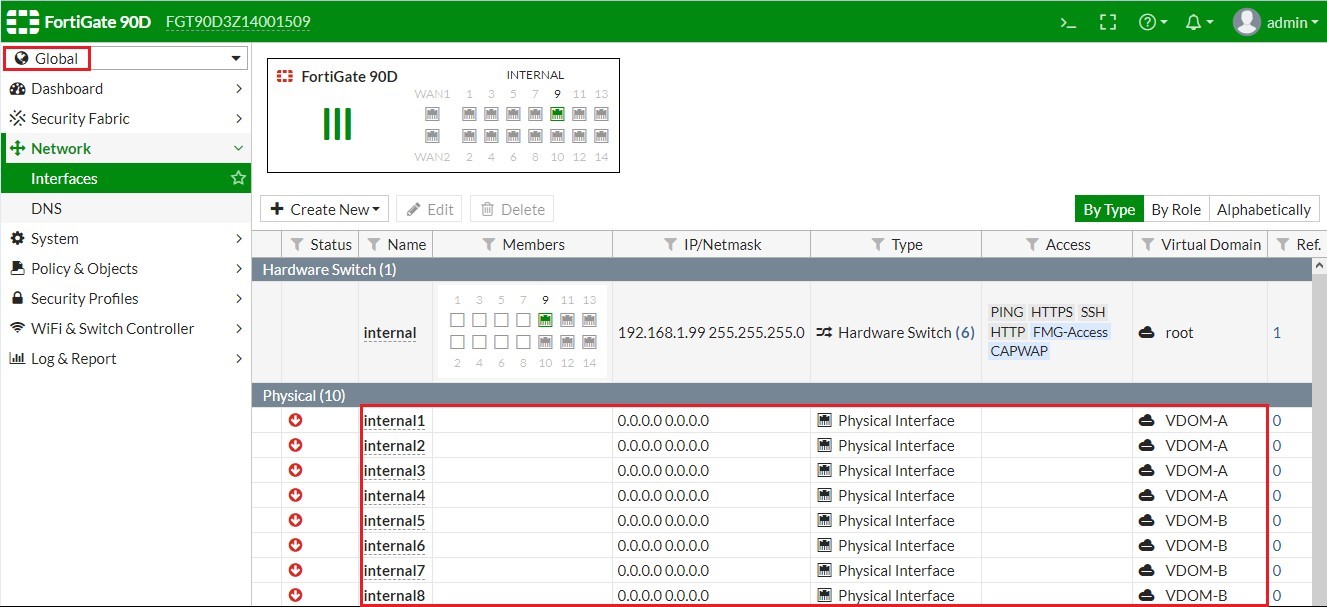 FortiGate 90D FGT90D3Z14001509 >_ admin
Global
Dashboard
Security Fabric
Network
Interfaces
DNS
System
Policy & Objects
Security Profiles
WiFi & Switch Controller
Log & Report
FortiGate 90D INTERNAL
WAN1 1 3 5 7 9 11 13
WAN2 2 4 6 8 10 12 14
Create New Edit Delete By Type By Role Alphabetically
Status Name Members IP/Netmask Type Access Virtual Domain Ref.
Hardware Switch (1)
1 3 5 7 9 11 13
2 4 6 8 10 12 14
internal 192.168.1.99 255.255.255.0 Hardware Switch (6) PING HTTPS SSH root 1
HTTP FMG-Access
CAPWAP
Physical (10)
internal1 0.0.0.0 0.0.0.0 Physical Interface VDOM-A 0
internal2 0.0.0.0 0.0.0.0 Physical Interface VDOM-A 0
internal3 0.0.0.0 0.0.0.0 Physical Interface VDOM-A 0
internal4 0.0.0.0 0.0.0.0 Physical Interface VDOM-A 0
internal5 0.0.0.0 0.0.0.0 Physical Interface VDOM-B 0
internal6 0.0.0.0 0.0.0.0 Physical Interface VDOM-B 0
internal7 0.0.0.0 0.0.0.0 Physical Interface VDOM-B 0
internal8 0.0.0.0 0.0.0.0 Physical Interface VDOM-B 0